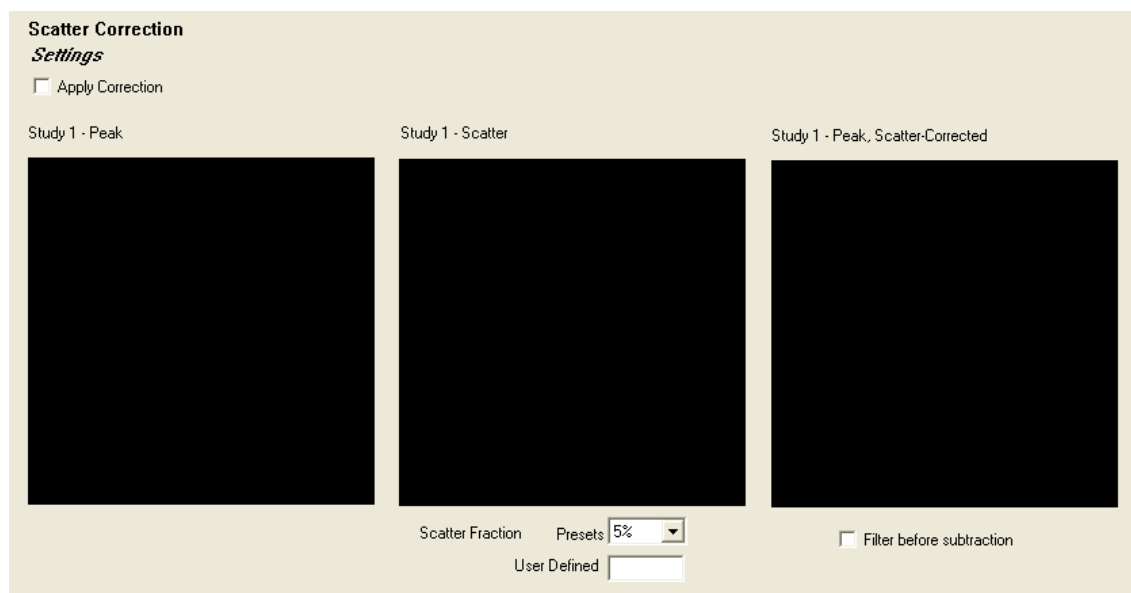 Scatter Correction
Settings
Apply Correction
Study 1 - Peak
Study 1 - Scatter
Study 1 - Peak, Scatter-Corrected
Scatter Fraction Presets 5%
Filter before subtraction
User Defined